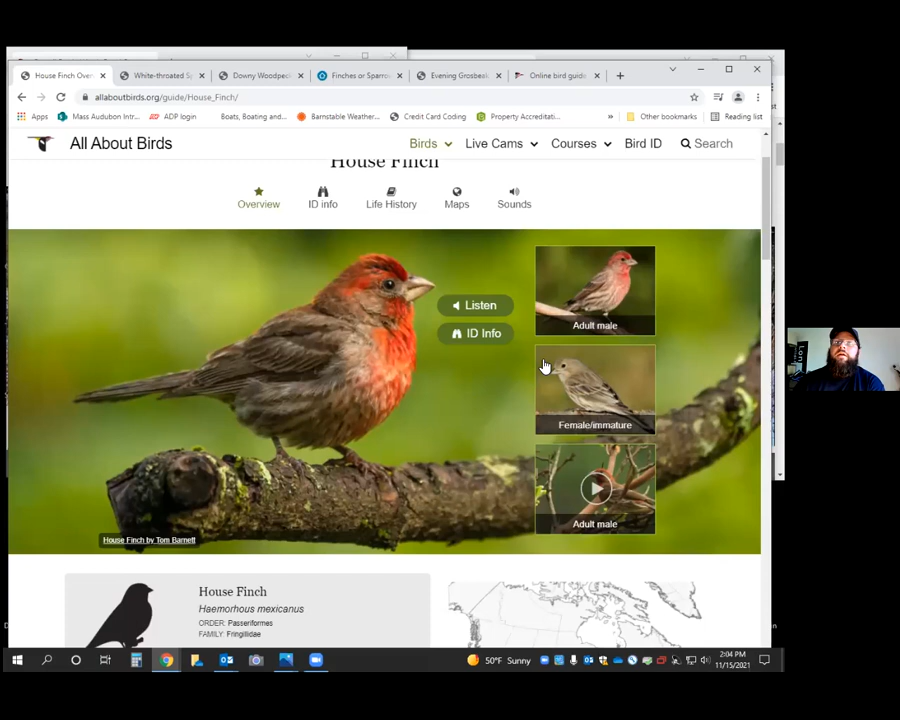 House Finch Over
White-throated Sp
Downy Woodpeck
Finches or Sparrow
Evening Grosbeak
Online bird guide
allaboutbirds.org/guide/House_Finch/
Apps
Mass Audubon Intr...
ADP login
Boats, Boating and...
Barnstable Weather...
Credit Card Coding
Property Accreditati...
»
Other bookmarks
Reading list
All About Birds
Birds
Live Cams
Courses
Bird ID
Search
House Finch
Overview
ID info
Life History
Maps
Sounds
Listen
ID Info
Adult male
Female/immature
Adult male
House Finch by Tom Barnett
House Finch
Haemorhous mexicanus
ORDER: Passeriformes
FAMILY: Fringillidae
50°F Sunny
2:04 PM
11/15/2021